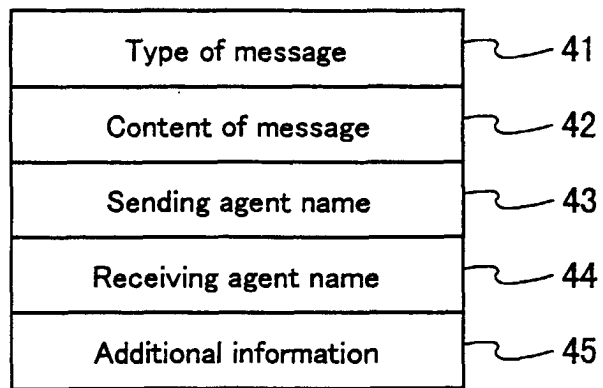 Type of message 41
Content of message 42
Sending agent name 43
Receiving agent name 44
Additional information 45